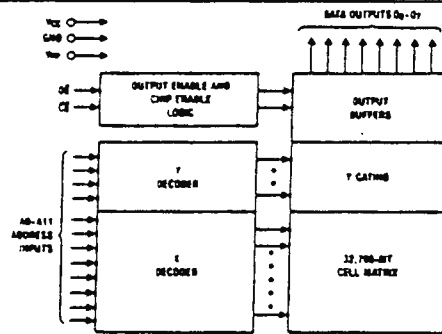 DATA OUTPUTS O0-O7
VCC
GND
VPP
OE
CE
OUTPUT ENABLE AND
CHIP ENABLE
LOGIC
OUTPUT
BUFFERS
Y
DECODER
Y GATING
A0-A11
ADDRESS
INPUTS
X
DECODER
32,768-BIT
CELL MATRIX